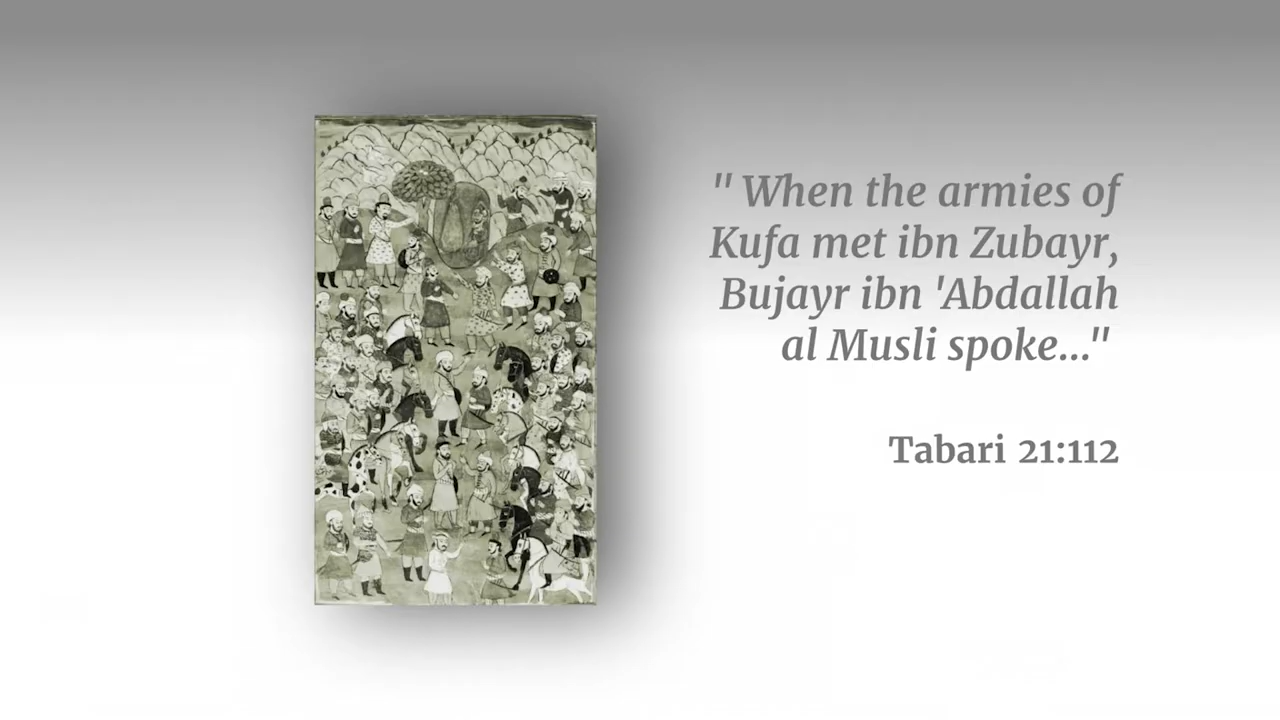 " When the armies of
Kufa met ibn Zubayr,
Bujayr ibn 'Abdallah
al Musli spoke..."
Tabari 21:112